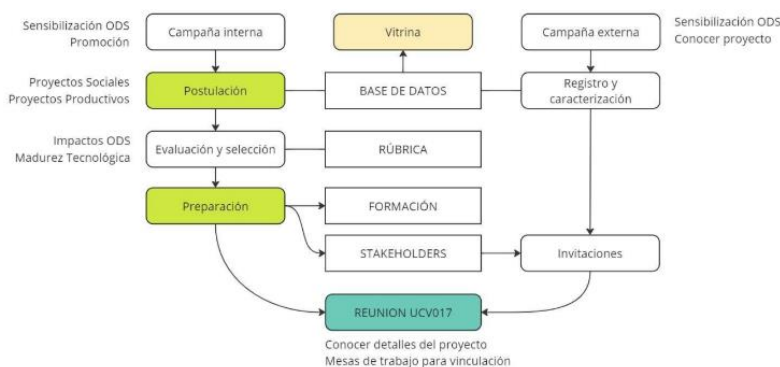 Sensibilización ODS
Promoción
Campaña interna
Vitrina
Campaña externa
Sensibilización ODS
Conocer proyecto
Proyectos Sociales
Proyectos Productivos
Postulación
BASE DE DATOS
Registro y
caracterización
Impactos ODS
Madurez Tecnológica
Evaluación y selección
RÚBRICA
Preparación
FORMACIÓN
STAKEHOLDERS
Invitaciones
REUNION UCV017
Conocer detalles del proyecto
Mesas de trabajo para vinculación